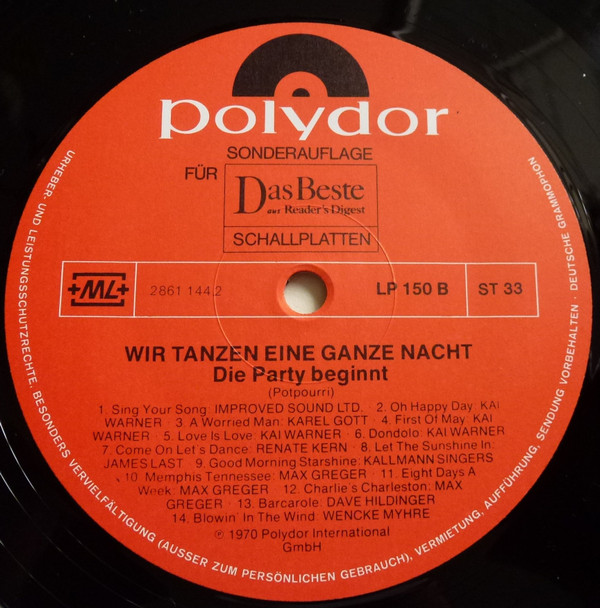 polydor
SONDERAUFLAGE
FÜR
Das Beste
aus Reader's Digest
SCHALLPLATTEN
+ML+ 2861 144.2 LP 150 B ST 33
WIR TANZEN EINE GANZE NACHT
Die Party beginnt
(Potpourri)
1. Sing Your Song: IMPROVED SOUND LTD. · 2. Oh Happy Day: KAI
WARNER · 3. A Worried Man: KAREL GOTT · 4. First Of May: KAI
WARNER · 5. Love Is Love: KAI WARNER · 6. Dondolo: KAI WARNER
7. Come On Let's Dance: RENATE KERN · 8. Let The Sunshine In:
JAMES LAST · 9. Good Morning Starshine: KALLMANN SINGERS
10. Memphis Tennessee: MAX GREGER · 11. Eight Days A
Week: MAX GREGER · 12. Charlie's Charleston: MAX
GREGER · 13. Barcarole: DAVE HILDINGER
14. Blowin' In The Wind: WENCKE MYHRE
℗ 1970 Polydor International
GmbH
URHEBER- UND LEISTUNGSSCHUTZRECHTE, BESONDERS VERVIELFÄLTIGUNG (AUSSER ZUM PERSÖNLICHEN GEBRAUCH), VERMIETUNG, AUFFÜHRUNG, SENDUNG VORBEHALTEN · DEUTSCHE GRAMMOPHON